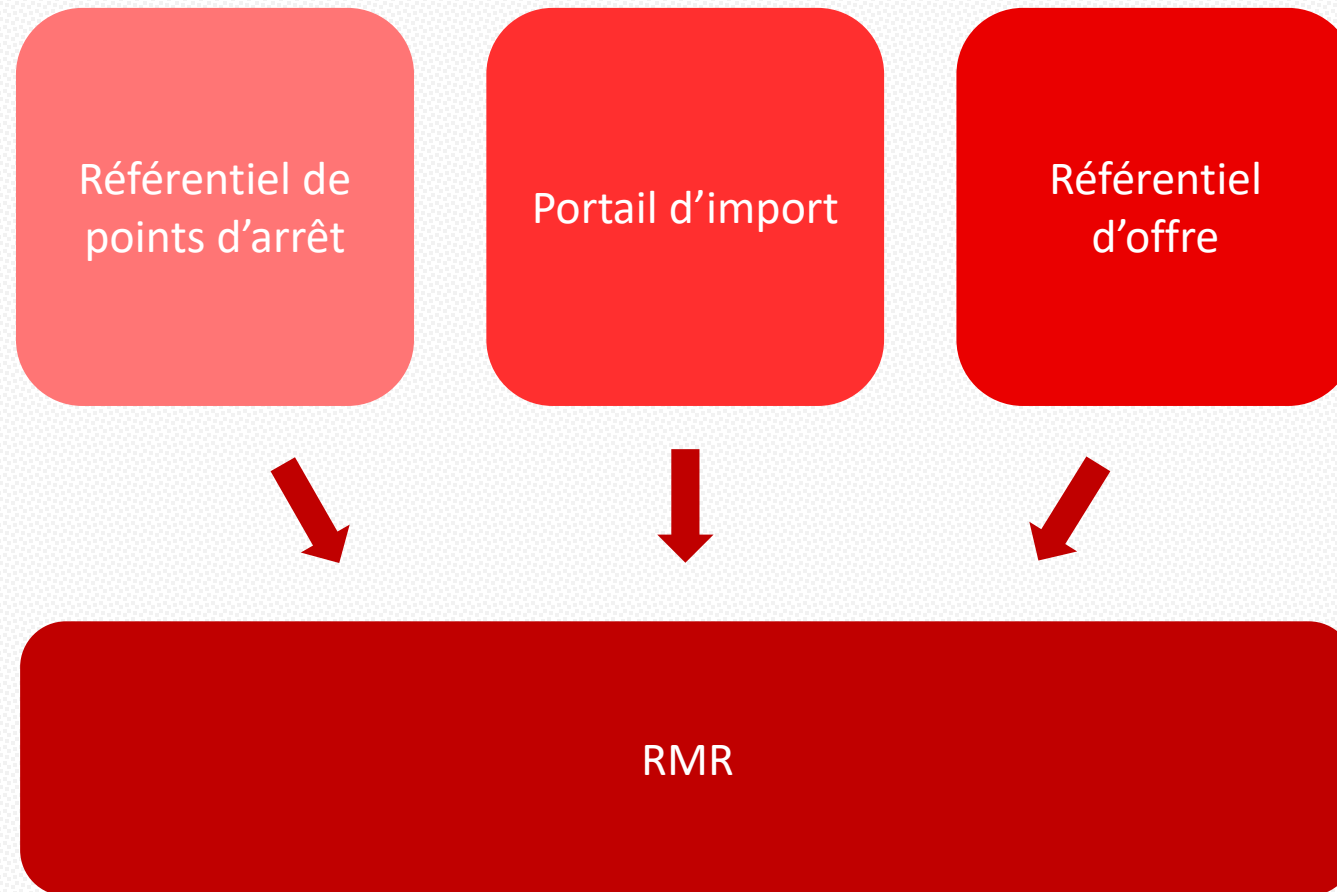 Référentiel de
points d’arrêt
Portail d’import
Référentiel
d’offre
RMR